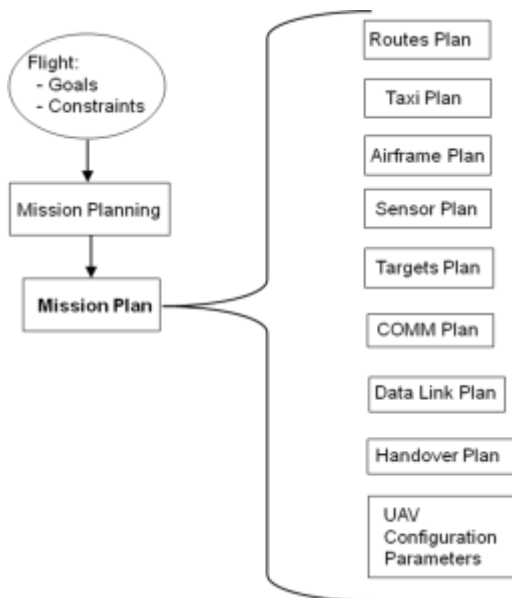 Flight:
- Goals
- Constraints
Mission Planning
Mission Plan
Routes Plan
Taxi Plan
Airframe Plan
Sensor Plan
Targets Plan
COMM Plan
Data Link Plan
Handover Plan
UAV
Configuration
Parameters